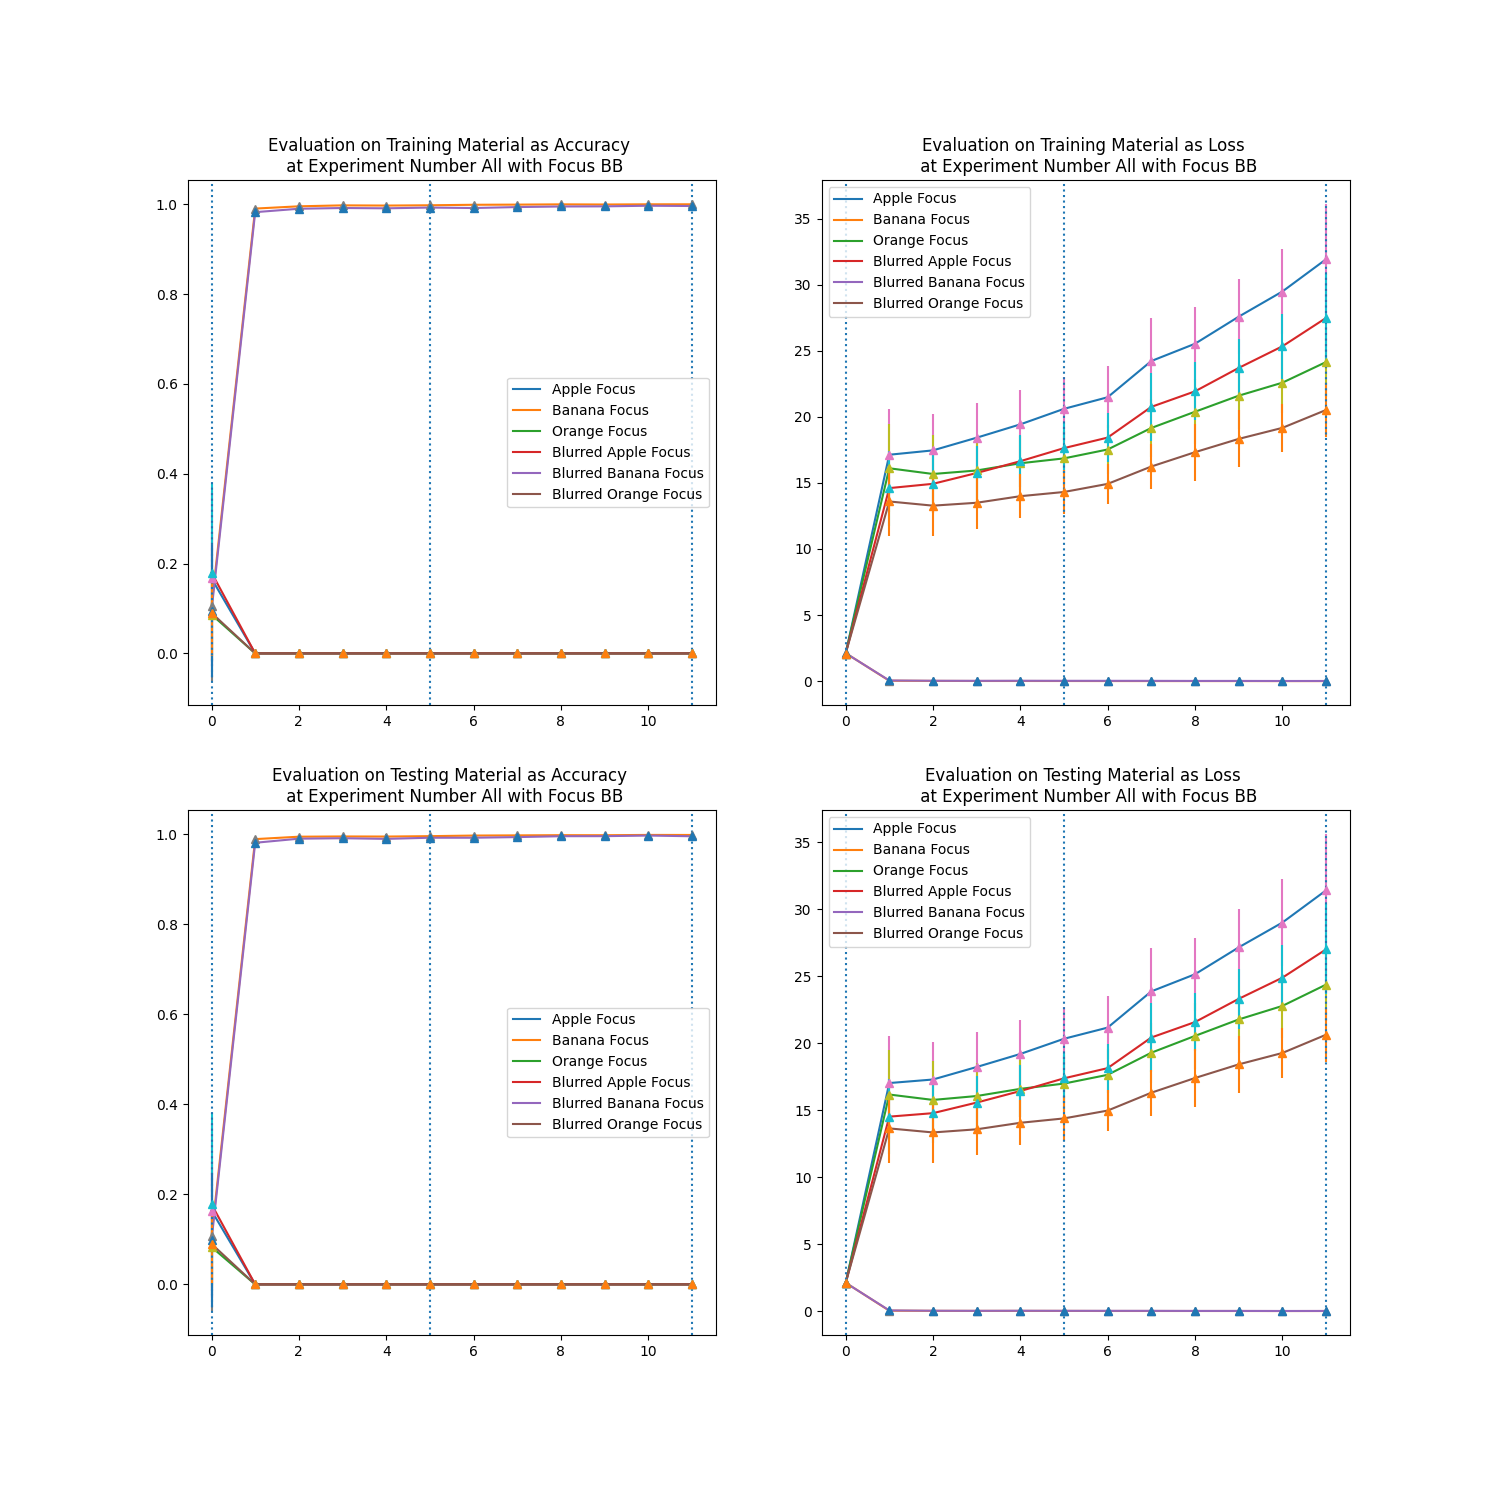 Evaluation on Training Material as Accuracy
at Experiment Number All with Focus BB
1.0
0.8
0.6
0.4
0.2
0.0
0 2 4 6 8 10
Apple Focus
Banana Focus
Orange Focus
Blurred Apple Focus
Blurred Banana Focus
Blurred Orange Focus
Evaluation on Training Material as Loss
at Experiment Number All with Focus BB
35
30
25
20
15
10
5
0
0 2 4 6 8 10
Apple Focus
Banana Focus
Orange Focus
Blurred Apple Focus
Blurred Banana Focus
Blurred Orange Focus
Evaluation on Testing Material as Accuracy
at Experiment Number All with Focus BB
1.0
0.8
0.6
0.4
0.2
0.0
0 2 4 6 8 10
Apple Focus
Banana Focus
Orange Focus
Blurred Apple Focus
Blurred Banana Focus
Blurred Orange Focus
Evaluation on Testing Material as Loss
at Experiment Number All with Focus BB
35
30
25
20
15
10
5
0
0 2 4 6 8 10
Apple Focus
Banana Focus
Orange Focus
Blurred Apple Focus
Blurred Banana Focus
Blurred Orange Focus